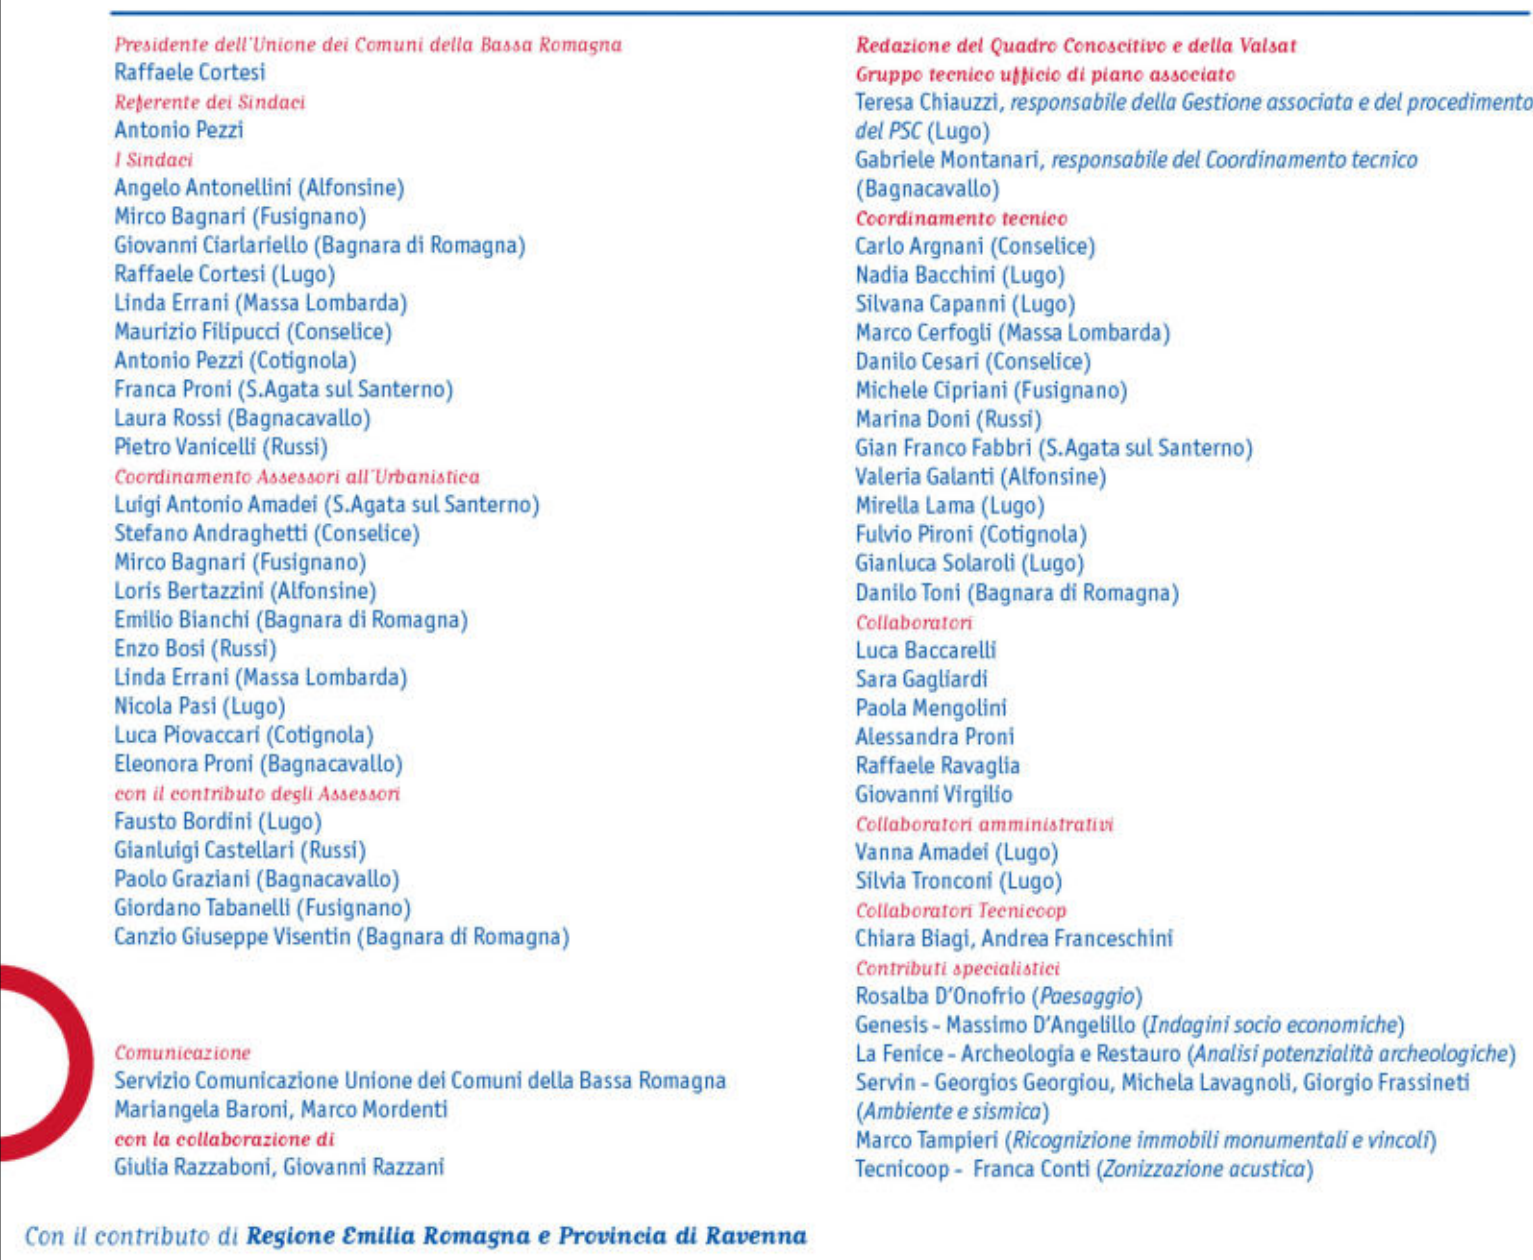 Presidente dell'Unione dei Comuni della Bassa Romagna
Raffaele Cortesi
Referente dei Sindaci
Antonio Pezzi
I Sindaci
Angelo Antonellini (Alfonsine)
Mirco Bagnari (Fusignano)
Giovanni Ciarlariello (Bagnara di Romagna)
Raffaele Cortesi (Lugo)
Linda Errani (Massa Lombarda)
Maurizio Filipucci (Conselice)
Antonio Pezzi (Cotignola)
Franca Proni (S.Agata sul Santerno)
Laura Rossi (Bagnacavallo)
Pietro Vanicelli (Russi)
Coordinamento Assessori all'Urbanistica
Luigi Antonio Amadei (S.Agata sul Santerno)
Stefano Andraghetti (Conselice)
Mirco Bagnari (Fusignano)
Loris Bertazzini (Alfonsine)
Emilio Bianchi (Bagnara di Romagna)
Enzo Bosi (Russi)
Linda Errani (Massa Lombarda)
Nicola Pasi (Lugo)
Luca Piovaccari (Cotignola)
Eleonora Proni (Bagnacavallo)
con il contributo degli Assessori
Fausto Bordini (Lugo)
Gianluigi Castellari (Russi)
Paolo Graziani (Bagnacavallo)
Giordano Tabanelli (Fusignano)
Canzio Giuseppe Visentin (Bagnara di Romagna)
Comunicazione
Servizio Comunicazione Unione dei Comuni della Bassa Romagna
Mariangela Baroni, Marco Mordenti
con la collaborazione di
Giulia Razzaboni, Giovanni Razzani
Redazione del Quadro Conoscitivo e della Valsat
Gruppo tecnico ufficio di piano associato
Teresa Chiauzzi, responsabile della Gestione associata e del procedimento
del PSC (Lugo)
Gabriele Montanari, responsabile del Coordinamento tecnico
(Bagnacavallo)
Coordinamento tecnico
Carlo Argnani (Conselice)
Nadia Bacchini (Lugo)
Silvana Capanni (Lugo)
Marco Cerfogli (Massa Lombarda)
Danilo Cesari (Conselice)
Michele Cipriani (Fusignano)
Marina Doni (Russi)
Gian Franco Fabbri (S.Agata sul Santerno)
Valeria Galanti (Alfonsine)
Mirella Lama (Lugo)
Fulvio Pironi (Cotignola)
Gianluca Solaroli (Lugo)
Danilo Toni (Bagnara di Romagna)
Collaboratori
Luca Baccarelli
Sara Gagliardi
Paola Mengolini
Alessandra Proni
Raffaele Ravaglia
Giovanni Virgilio
Collaboratori amministrativi
Vanna Amadei (Lugo)
Silvia Tronconi (Lugo)
Collaboratori Tecnicoop
Chiara Biagi, Andrea Franceschini
Contributi specialistici
Rosalba D'Onofrio (Paesaggio)
Genesis - Massimo D'Angelillo (Indagini socio economiche)
La Fenice - Archeologia e Restauro (Analisi potenzialità archeologiche)
Servin - Georgios Georgiou, Michela Lavagnoli, Giorgio Frassineti
(Ambiente e sismica)
Marco Tampieri (Ricognizione immobili monumentali e vincoli)
Tecnicoop - Franca Conti (Zonizzazione acustica)
Con il contributo di Regione Emilia Romagna e Provincia di Ravenna